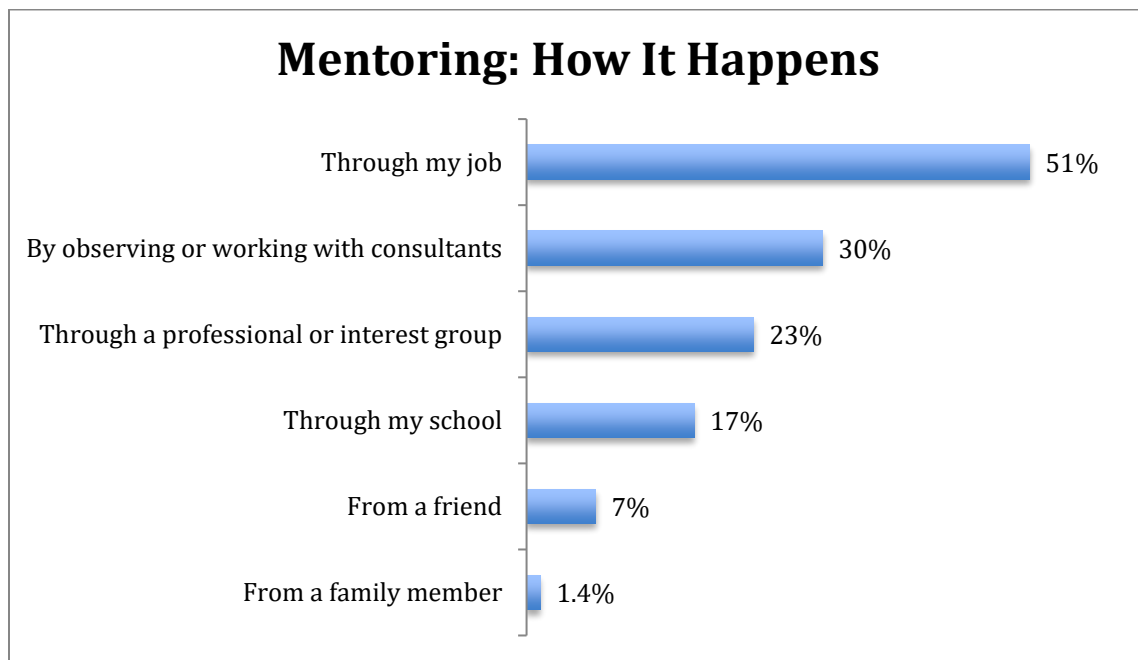 Mentoring: How It Happens
Through my job
51%
By observing or working with consultants
30%
Through a professional or interest group
23%
Through my school
17%
From a friend
7%
From a family member
1.4%